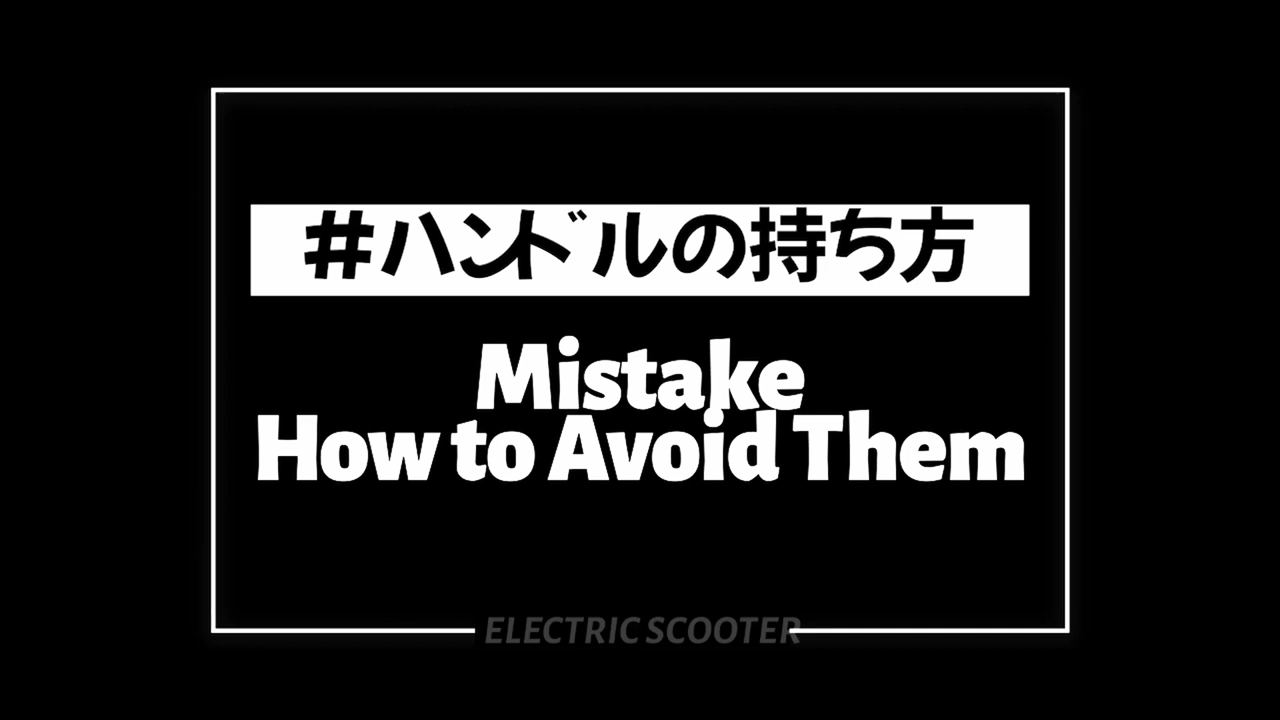 #ハンドルの持ち方
Mistake
How to Avoid Them
ELECTRIC SCOOTER